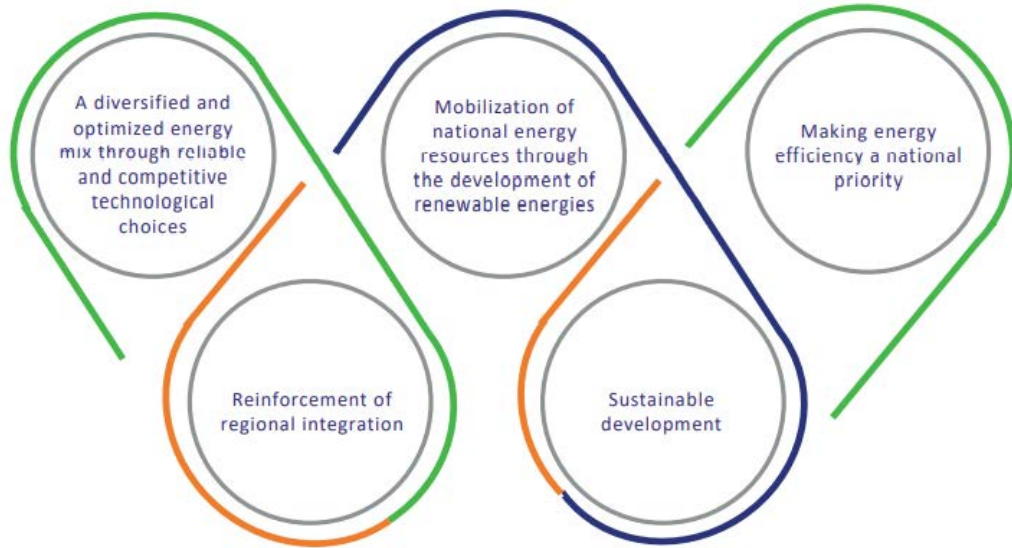 A diversified and
optimized energy
mix through reliable
and competitive
technological
choices
Mobilization of
national energy
resources through
the development of
renewable energies
Making energy
efficiency a national
priority
Reinforcement of
regional integration
Sustainable
development